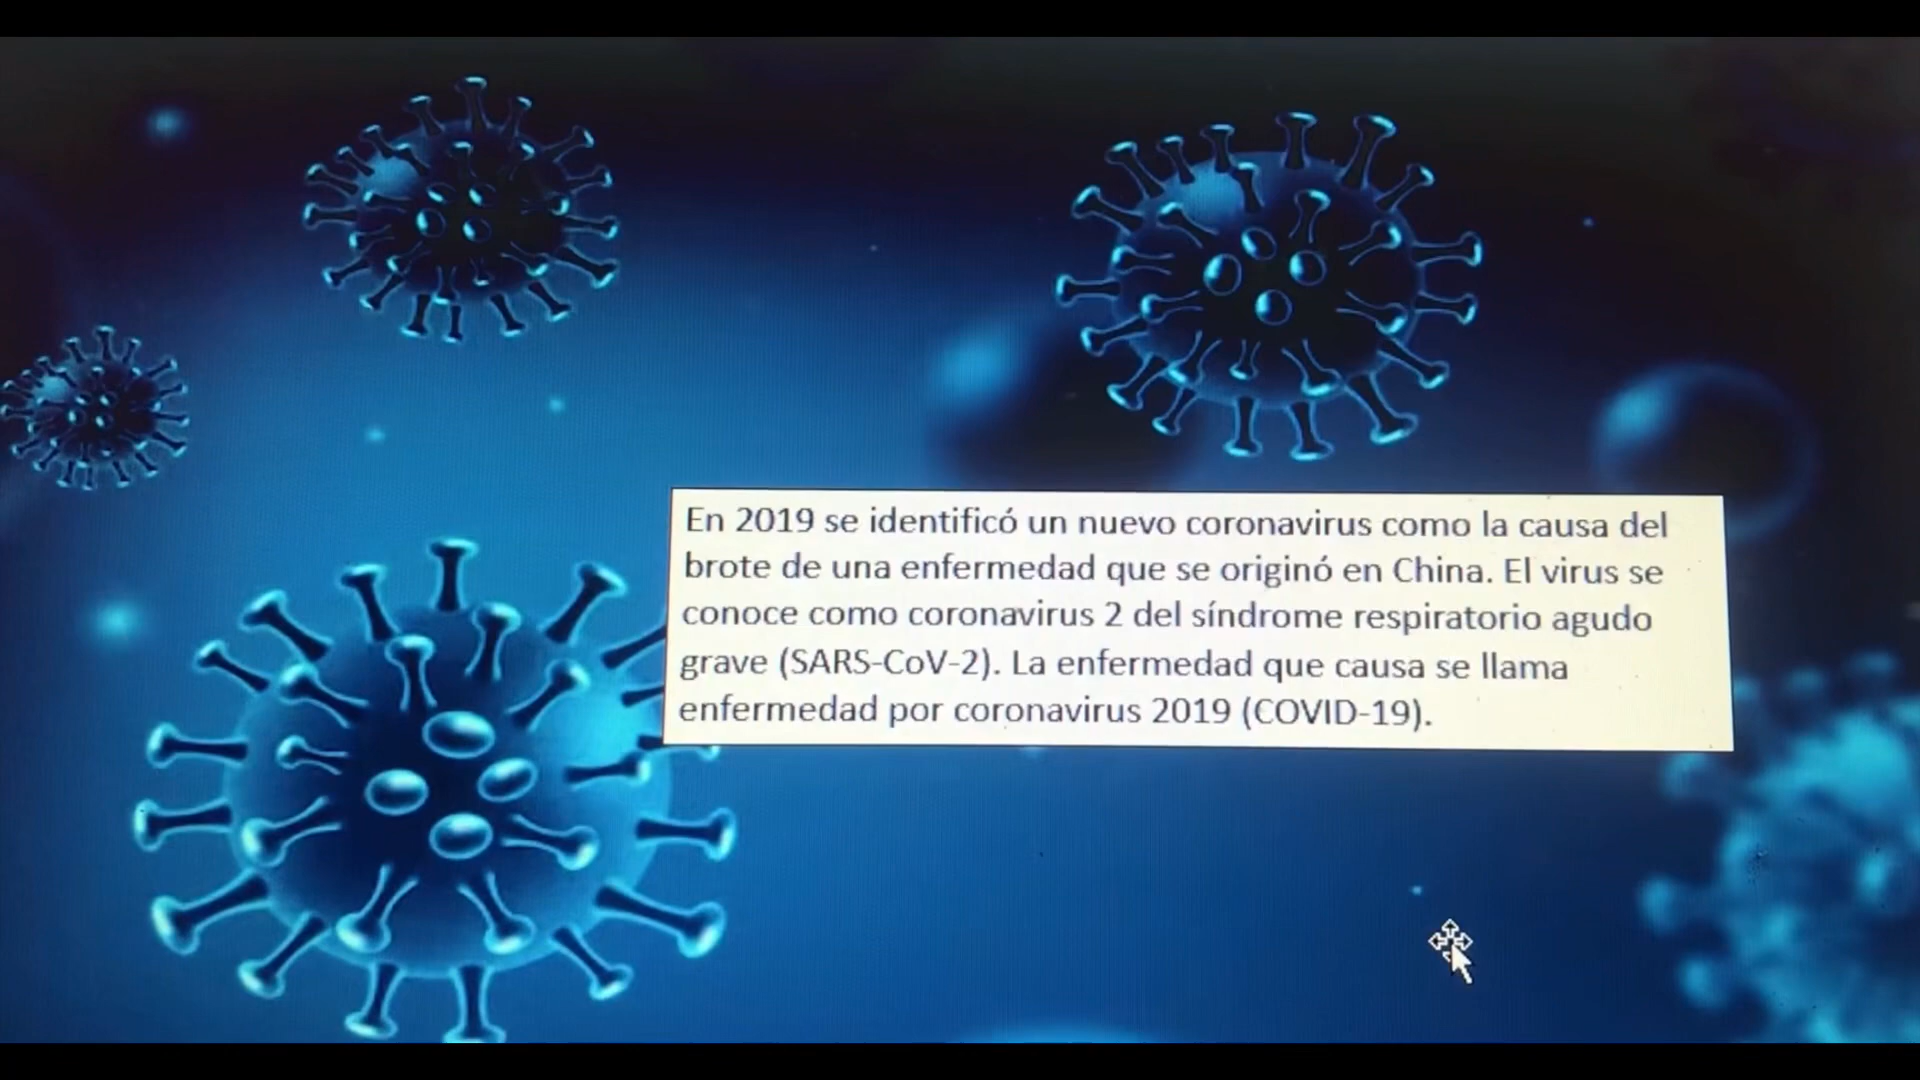 En 2019 se identificó un nuevo coronavirus como la causa del
brote de una enfermedad que se originó en China. El virus se
conoce como coronavirus 2 del síndrome respiratorio agudo
grave (SARS-CoV-2). La enfermedad que causa se llama
enfermedad por coronavirus 2019 (COVID-19).